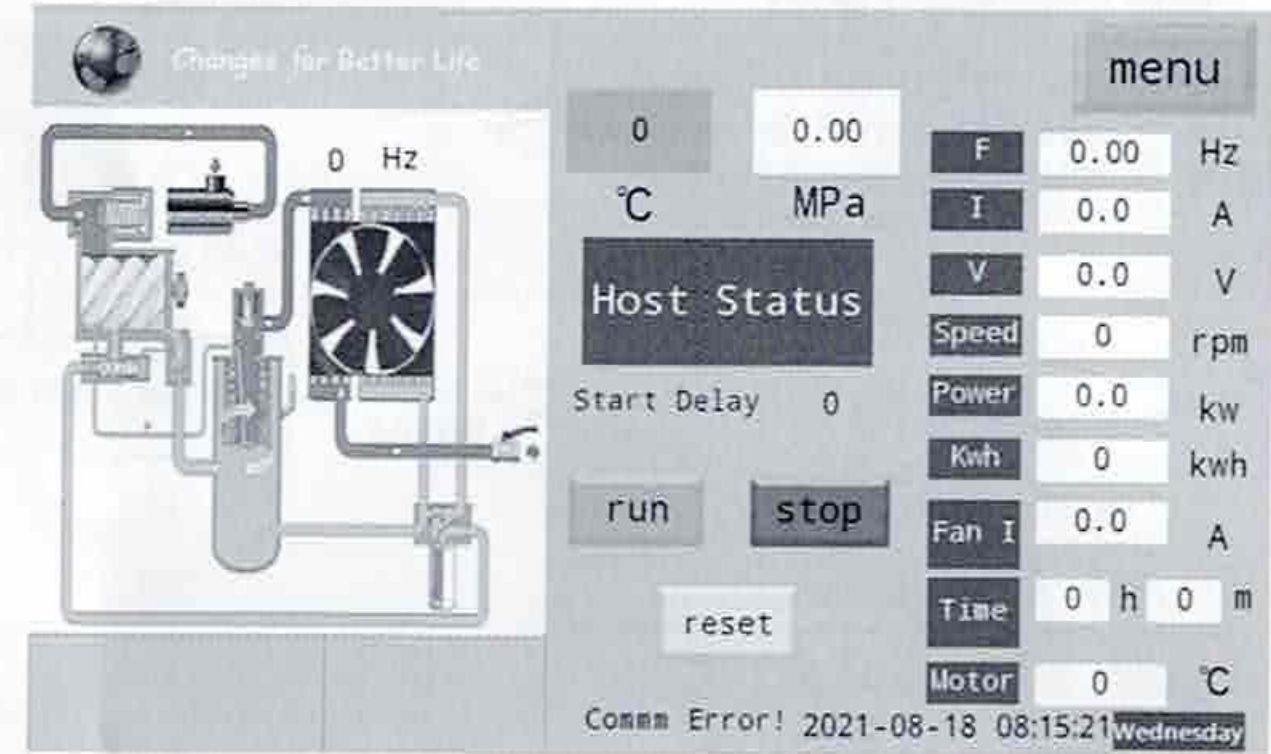 Changes for Better Life
menu
0 Hz
0 0.00
℃ MPa
Host Status
Start Delay 0
run stop
reset
F 0.00 Hz
I 0.0 A
V 0.0 V
Speed 0 rpm
Power 0.0 kw
Kwh 0 kwh
Fan I 0.0 A
Time 0 h 0 m
Motor 0 ℃
Commm Error! 2021-08-18 08:15:21 Wednesday